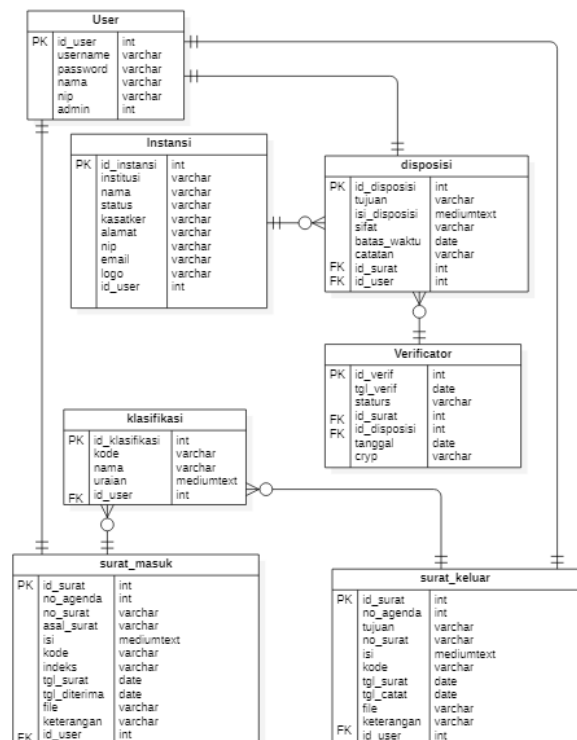 User
PK id_user int
username varchar
password varchar
nama varchar
nip varchar
admin int
Instansi
PK id_instansi int
institusi varchar
nama varchar
status varchar
kasatker varchar
alamat varchar
nip varchar
email varchar
logo varchar
id_user int
disposisi
PK id_disposisi int
tujuan varchar
isi_disposisi mediumtext
sifat varchar
batas_waktu date
catatan varchar
FK id_surat int
FK id_user int
Verificator
PK id_verif int
tgl_verif date
staturs varchar
FK id_surat int
FK id_disposisi int
tanggal date
cryp varchar
klasifikasi
PK id_klasifikasi int
kode varchar
nama varchar
uraian mediumtext
FK id_user int
surat_masuk
PK id_surat int
no_agenda int
no_surat varchar
asal_surat varchar
isi mediumtext
kode varchar
indeks varchar
tgl_surat date
tgl_diterima date
file varchar
keterangan varchar
FK id_user int
surat_keluar
PK id_surat int
no_agenda int
tujuan varchar
no_surat varchar
isi mediumtext
kode varchar
tgl_surat date
tgl_catat date
file varchar
keterangan varchar
FK id_user int